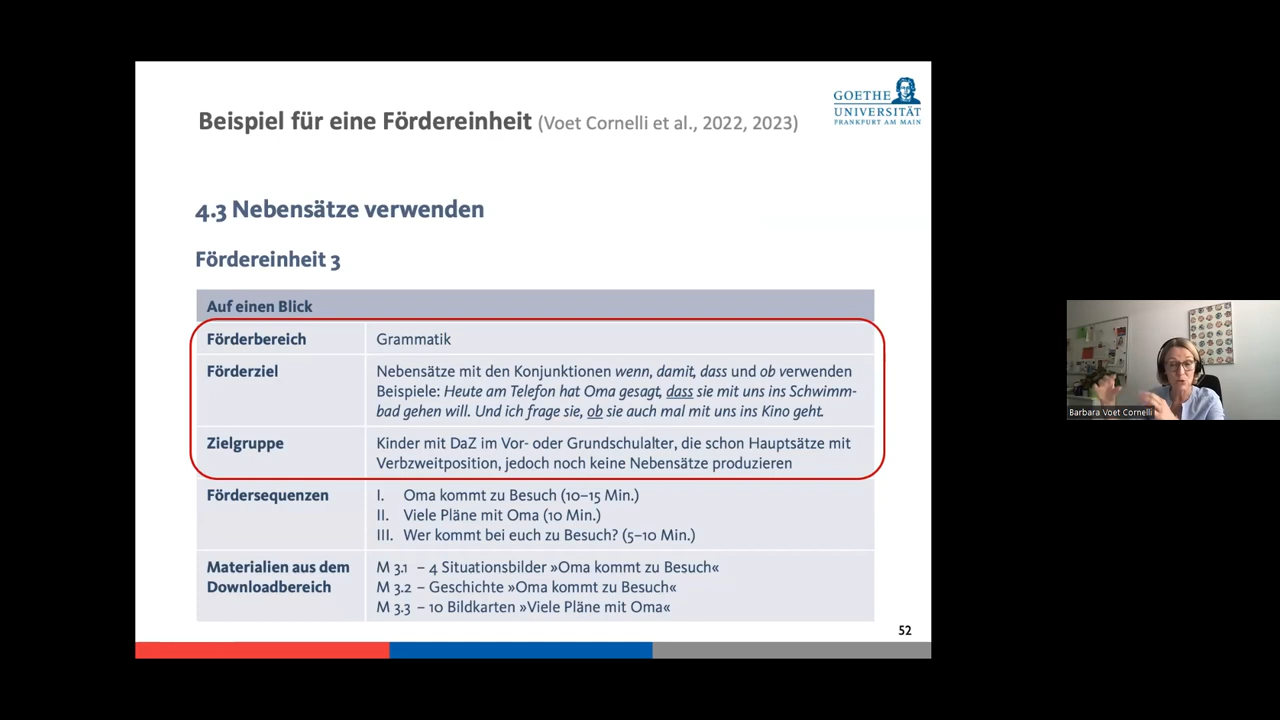 GOETHE
UNIVERSITÄT
FRANKFURT AM MAIN
Beispiel für eine Fördereinheit (Voet Cornelli et al., 2022, 2023)
4.3 Nebensätze verwenden
Fördereinheit 3
Auf einen Blick
Förderbereich Grammatik
Förderziel Nebensätze mit den Konjunktionen wenn, damit, dass und ob verwenden
Beispiele: Heute am Telefon hat Oma gesagt, dass sie mit uns ins Schwimm-
bad gehen will. Und ich frage sie, ob sie auch mal mit uns ins Kino geht.
Zielgruppe Kinder mit DaZ im Vor- oder Grundschulalter, die schon Hauptsätze mit
Verbzweitposition, jedoch noch keine Nebensätze produzieren
Fördersequenzen I. Oma kommt zu Besuch (10–15 Min.)
II. Viele Pläne mit Oma (10 Min.)
III. Wer kommt bei euch zu Besuch? (5–10 Min.)
Materialien aus dem M 3.1 – 4 Situationsbilder »Oma kommt zu Besuch«
Downloadbereich M 3.2 – Geschichte »Oma kommt zu Besuch«
M 3.3 – 10 Bildkarten »Viele Pläne mit Oma«
52
Barbara Voet Cornelli